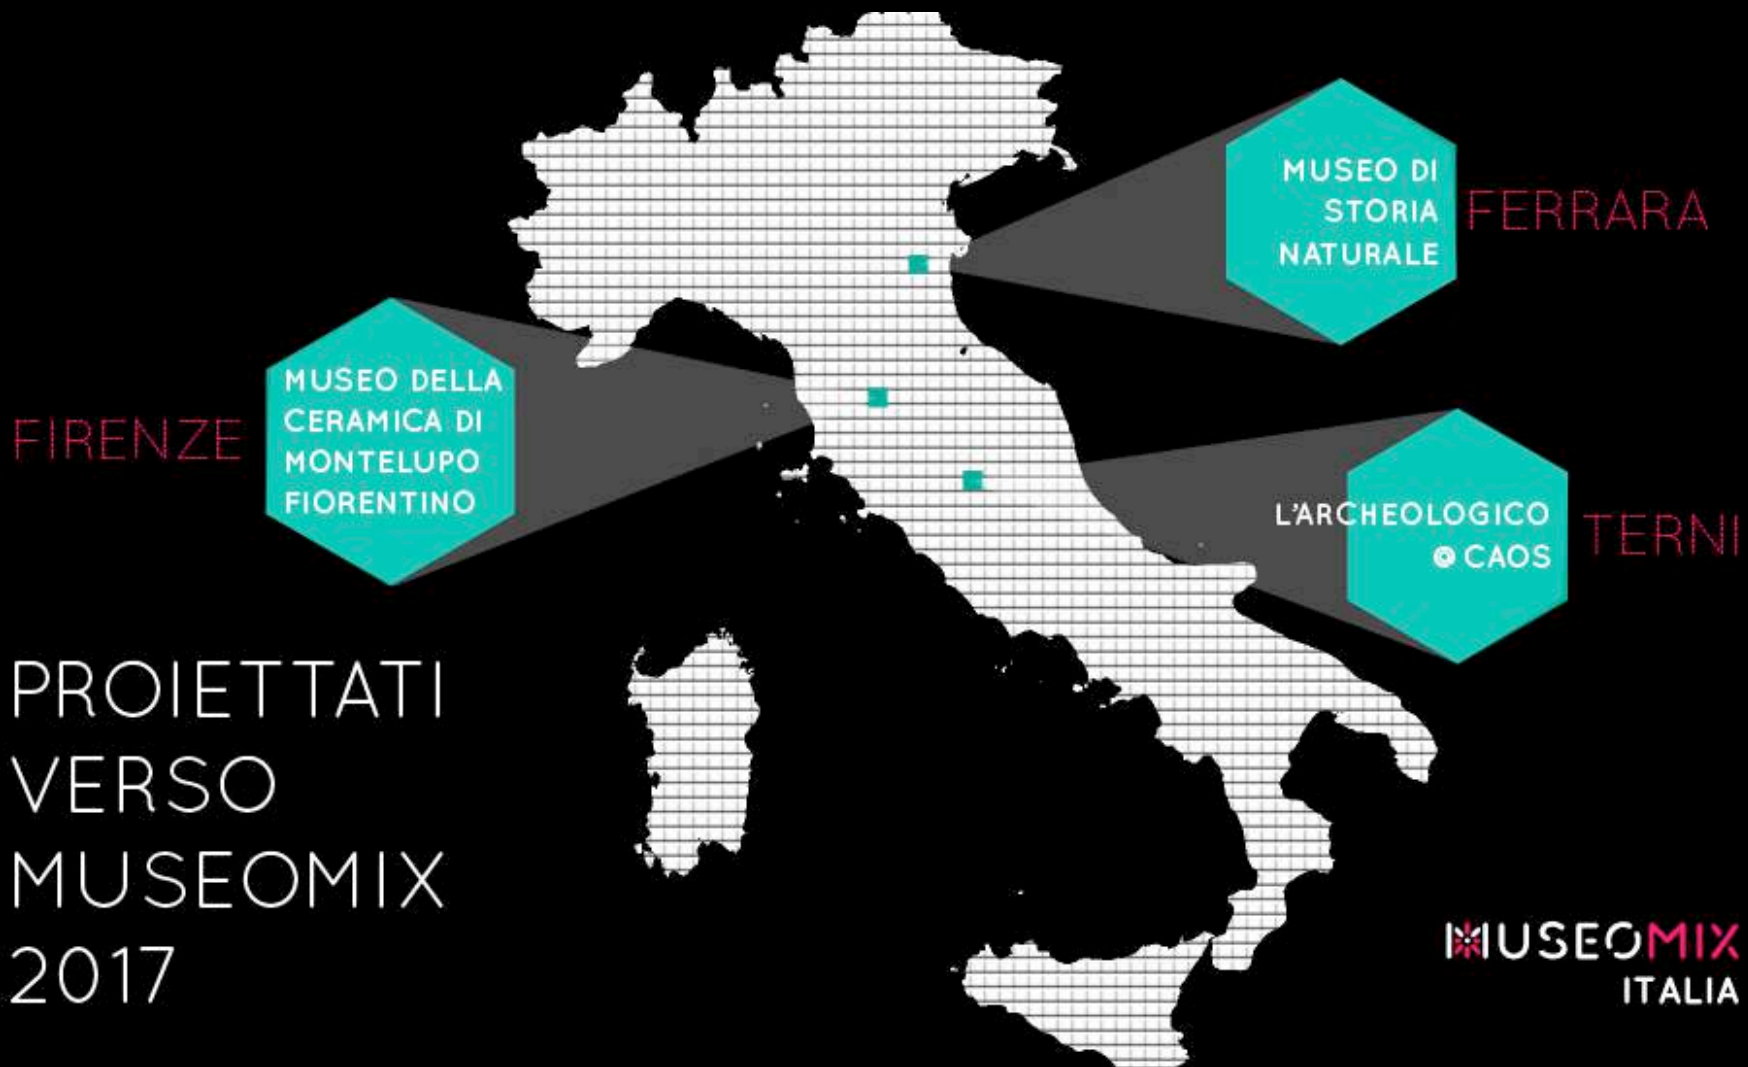 MUSEO DI
STORIA
NATURALE
FERRARA
FIRENZE
MUSEO DELLA
CERAMICA DI
MONTELUPO
FIORENTINO
L'ARCHEOLOGICO
@ CAOS
TERNI
PROIETTATI
VERSO
MUSEOMIX
2017
MUSEOMIX
ITALIA